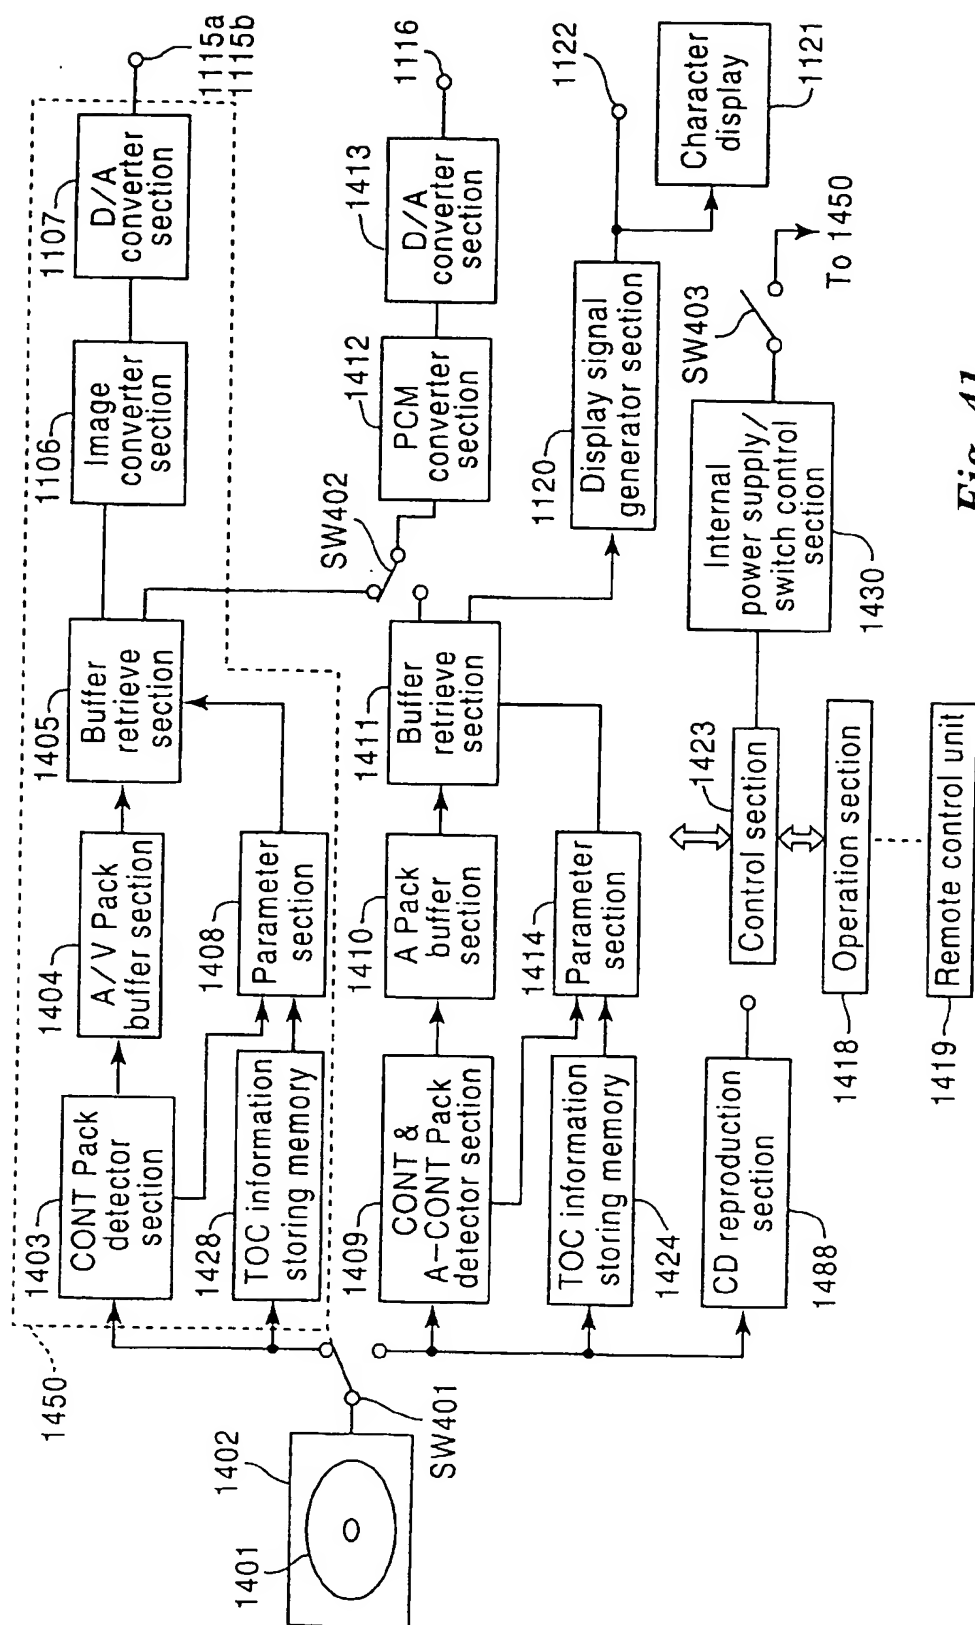 1115a
1115b
1107
D/A
converter
section
1106
Image
converter
section
1405
Buffer
retrieve
section
1404
A/V Pack
buffer section
1403
CONT Pack
detector
section
1408
Parameter
section
1428
TOC information
storing memory
1450
1116
1413
D/A
converter
section
1412
PCM
converter
section
SW402
1411
Buffer
retrieve
section
1410
A Pack
buffer
section
1409
CONT &
A-CONT Pack
detector section
1414
Parameter
section
TOC information
storing memory
1424
1402
1401
SW401
1122
Character
display
1121
1120
Display signal
generator section
SW403
To 1450
Internal
power supply/
switch control
section
1430
1423
Control section
Operation section
1418
Remote control unit
1419
CD reproduction
section
1488
Fig. 41